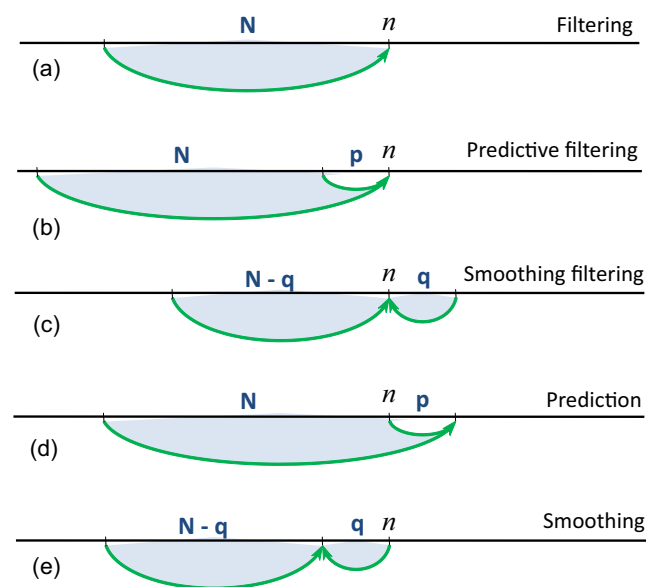 N n Filtering
(a)
N p n Predictive filtering
(b)
N - q n q Smoothing filtering
(c)
N n p Prediction
(d)
N - q q n Smoothing
(e)